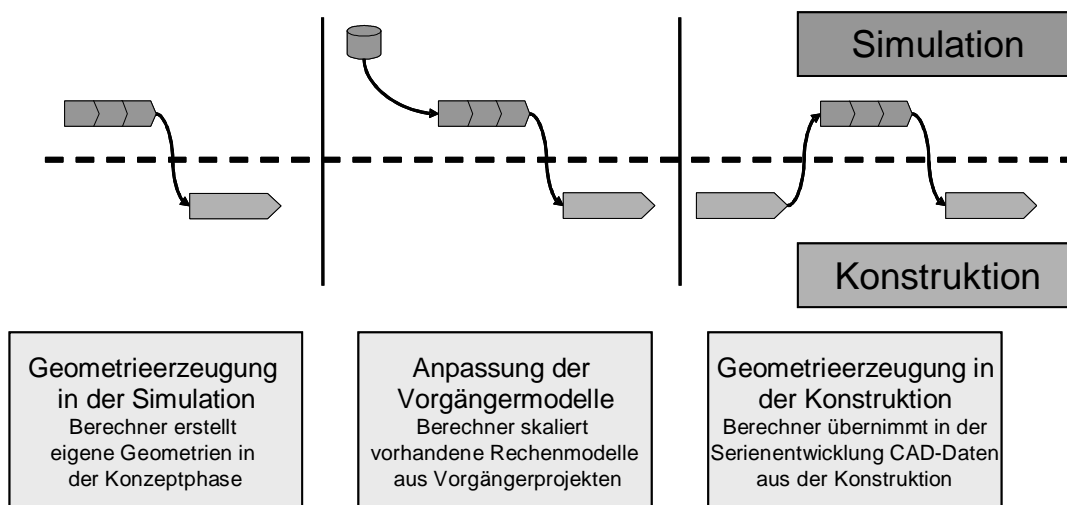 Simulation
Konstruktion
Geometrieerzeugung
in der Simulation
Berechner erstellt
eigene Geometrien in
der Konzeptphase
Anpassung der
Vorgängermodelle
Berechner skaliert
vorhandene Rechenmodelle
aus Vorgängerprojekten
Geometrieerzeugung in
der Konstruktion
Berechner übernimmt in der
Serienentwicklung CAD-Daten
aus der Konstruktion